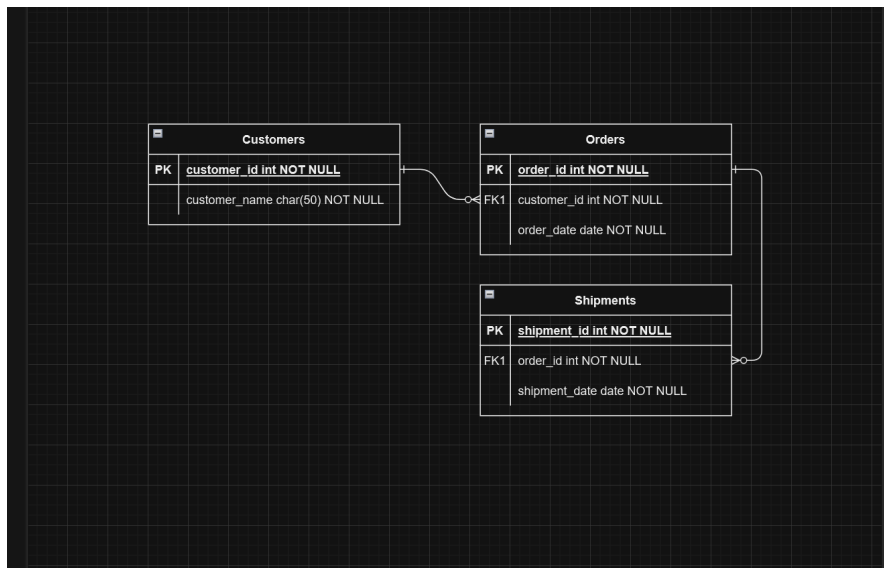 Customers
PK customer_id int NOT NULL
customer_name char(50) NOT NULL
Orders
PK order_id int NOT NULL
FK1 customer_id int NOT NULL
order_date date NOT NULL
Shipments
PK shipment_id int NOT NULL
FK1 order_id int NOT NULL
shipment_date date NOT NULL